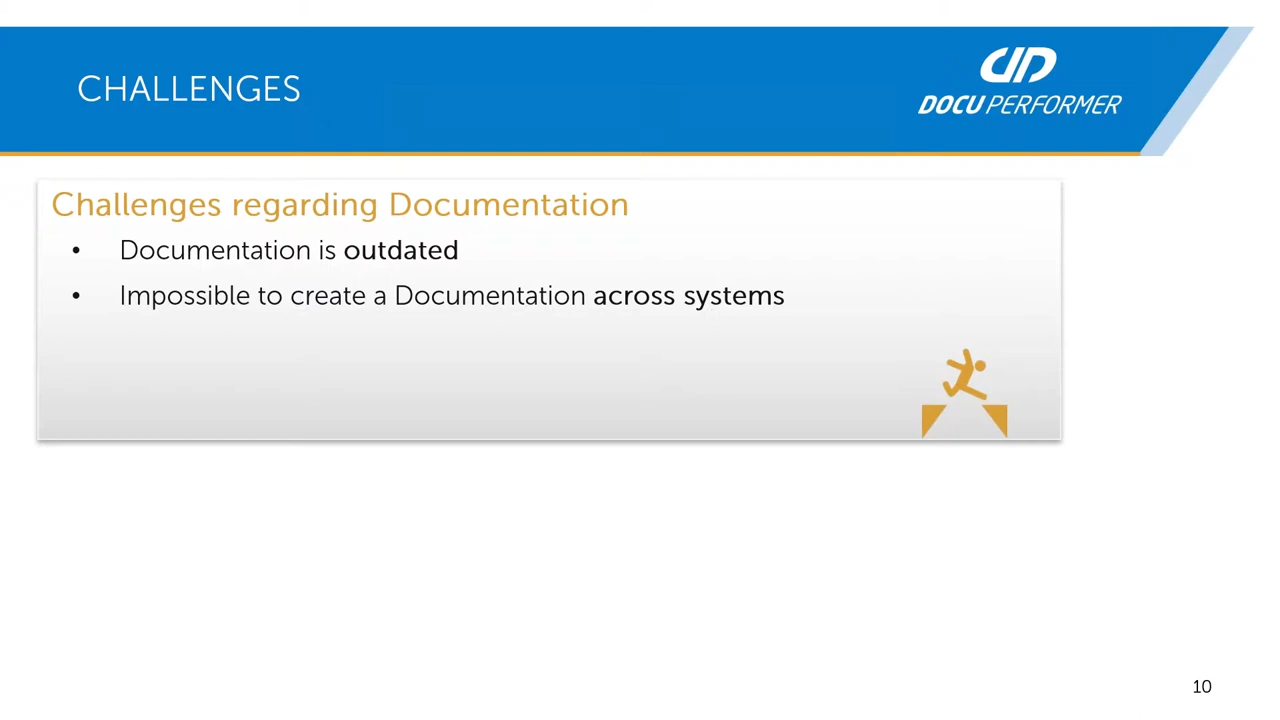 CHALLENGES
DOCU PERFORMER
Challenges regarding Documentation
• Documentation is outdated
• Impossible to create a Documentation across systems
10